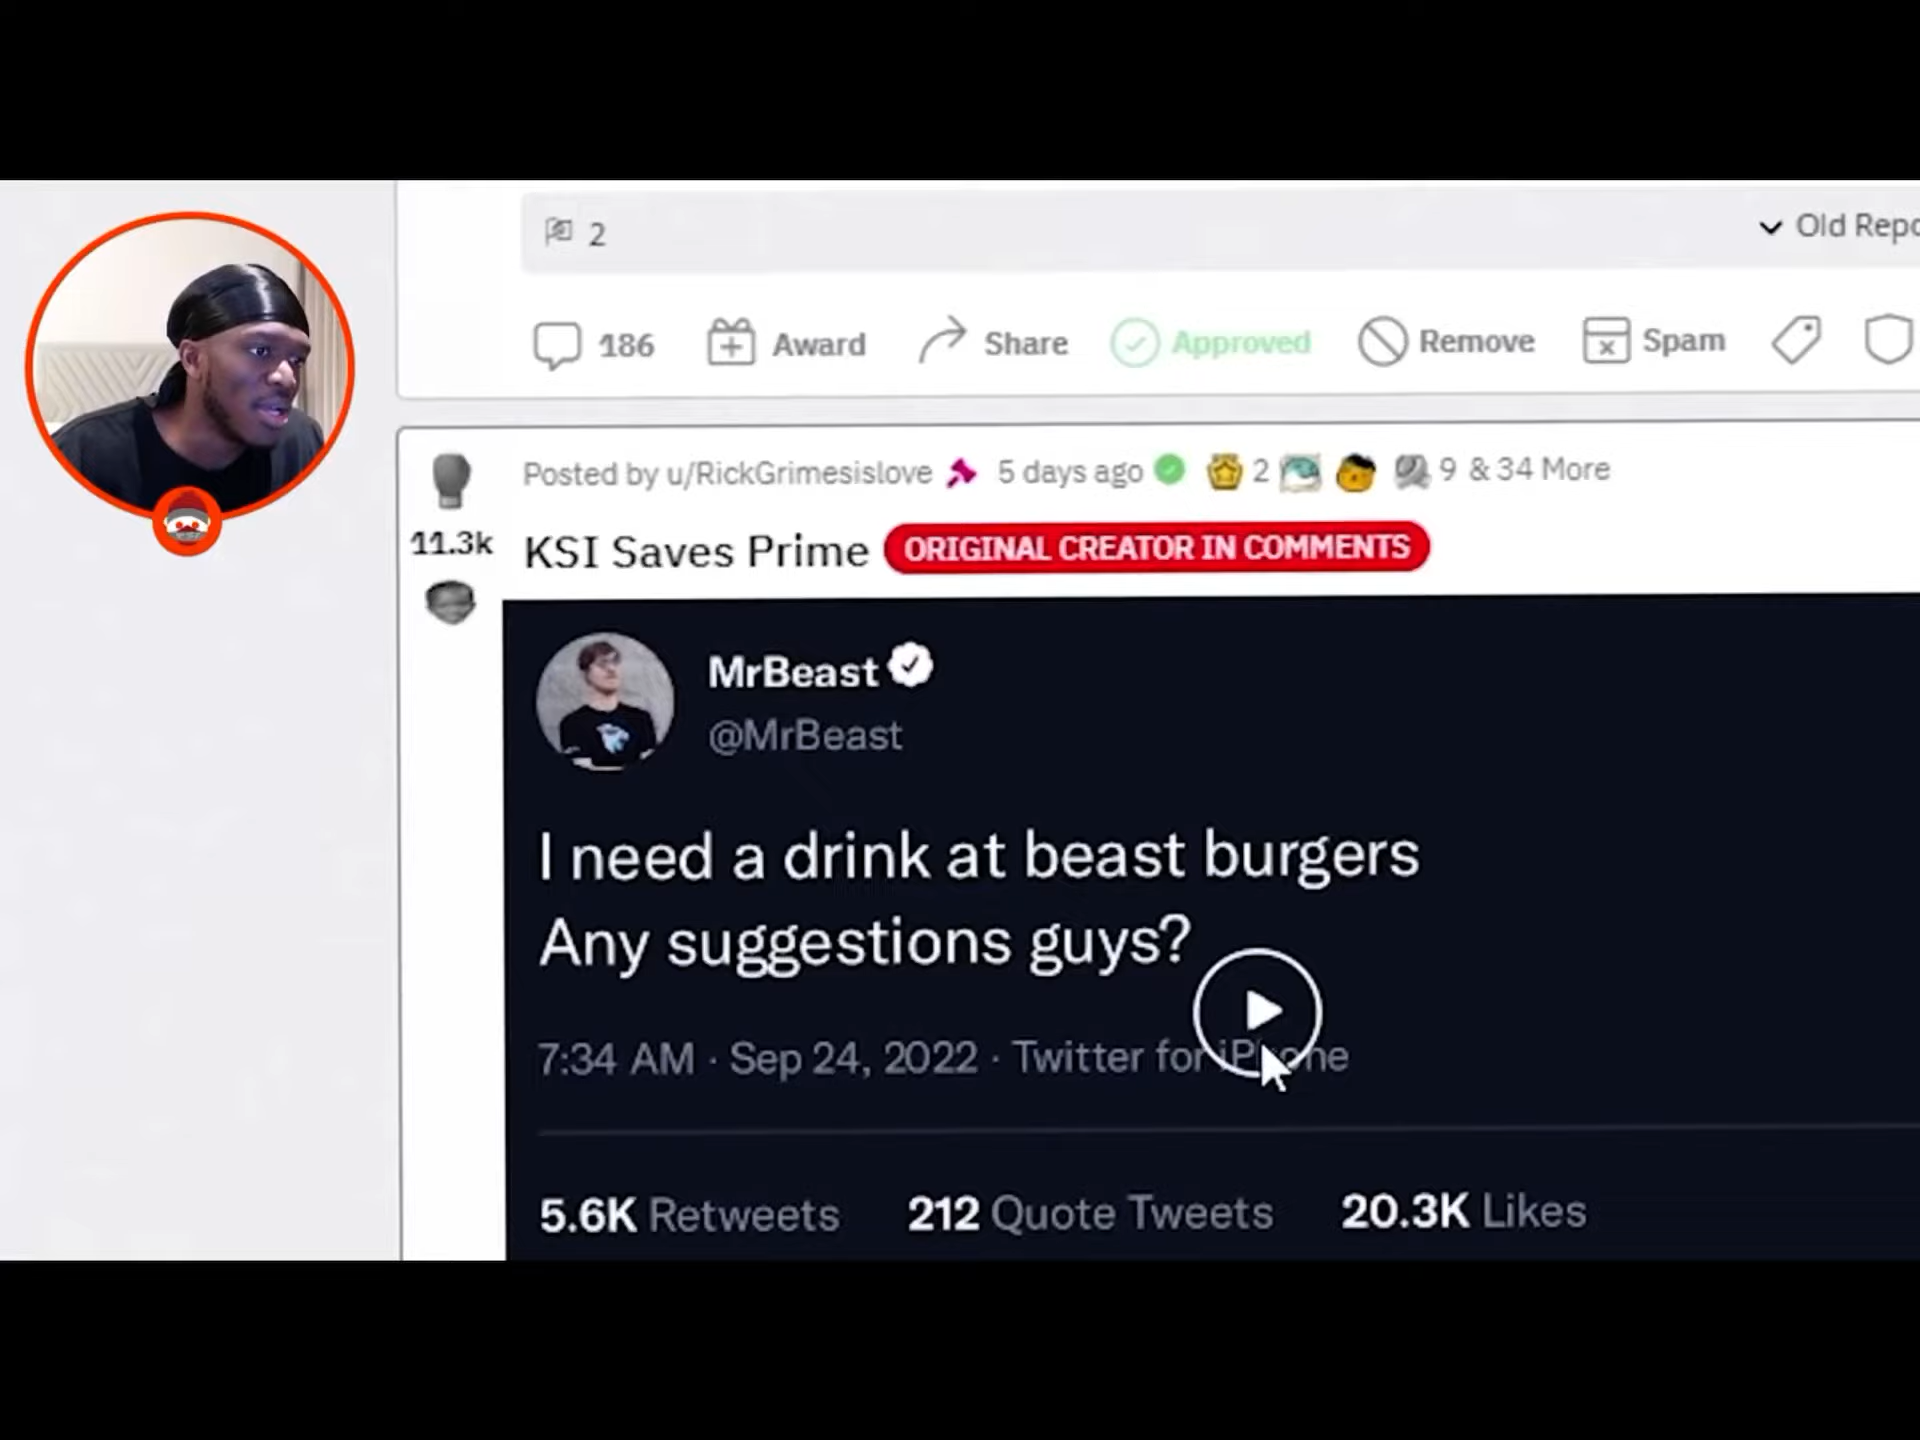 2
Old Repo
186 Award Share Approved Remove Spam
Posted by u/RickGrimesislove 5 days ago 2 9 & 34 More
11.3k
KSI Saves Prime ORIGINAL CREATOR IN COMMENTS
MrBeast
@MrBeast
I need a drink at beast burgers
Any suggestions guys?
7:34 AM · Sep 24, 2022 · Twitter for iPhone
5.6K Retweets 212 Quote Tweets 20.3K Likes